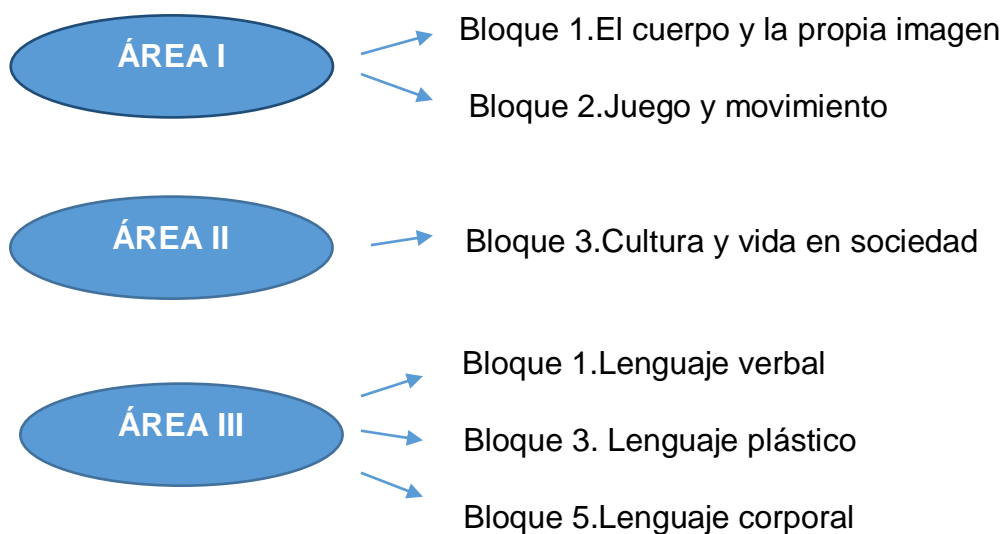 ÁREA I
Bloque 1.El cuerpo y la propia imagen
Bloque 2.Juego y movimiento
ÁREA II
Bloque 3.Cultura y vida en sociedad
ÁREA III
Bloque 1.Lenguaje verbal
Bloque 3. Lenguaje plástico
Bloque 5.Lenguaje corporal